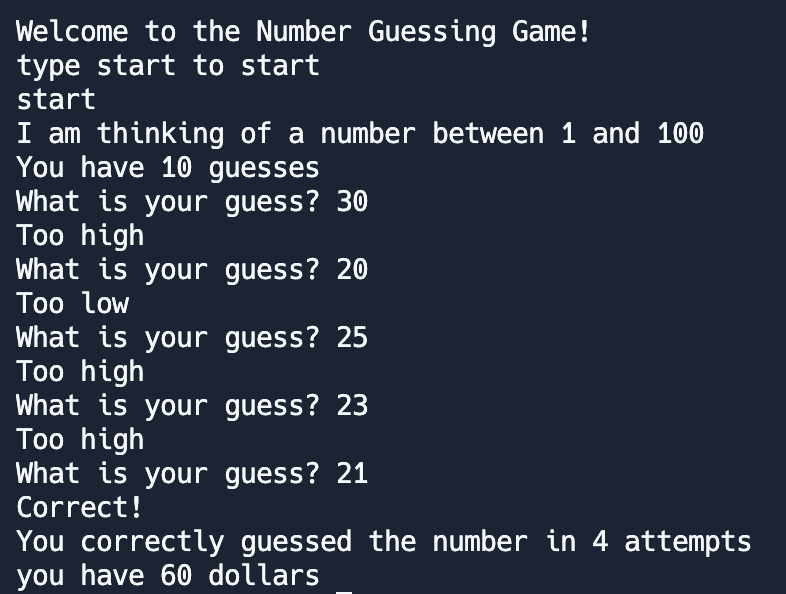 Welcome to the Number Guessing Game!
type start to start
start
I am thinking of a number between 1 and 100
You have 10 guesses
What is your guess? 30
Too high
What is your guess? 20
Too low
What is your guess? 25
Too high
What is your guess? 23
Too high
What is your guess? 21
Correct!
You correctly guessed the number in 4 attempts
you have 60 dollars